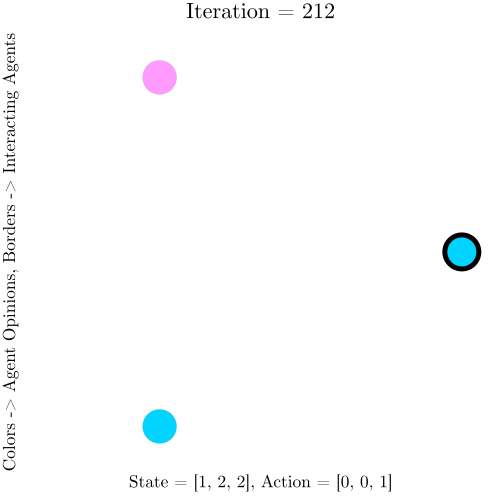 Iteration = 212
Colors -> Agent Opinions, Borders -> Interacting Agents
State = [1, 2, 2], Action = [0, 0, 1]